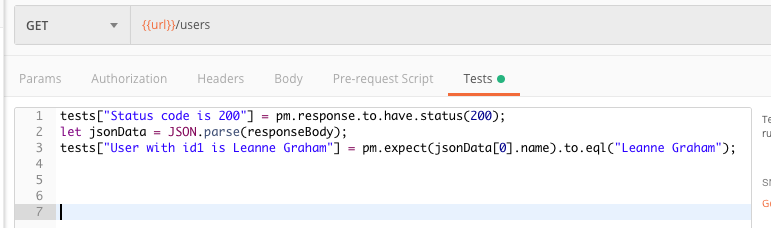 GET {{url}}/users
Params Authorization Headers Body Pre-request Script Tests
1 tests["Status code is 200"] = pm.response.to.have.status(200);
2 let jsonData = JSON.parse(responseBody);
3 tests["User with id1 is Leanne Graham"] = pm.expect(jsonData[0].name).to.eql("Leanne Graham");
4
5
6
7